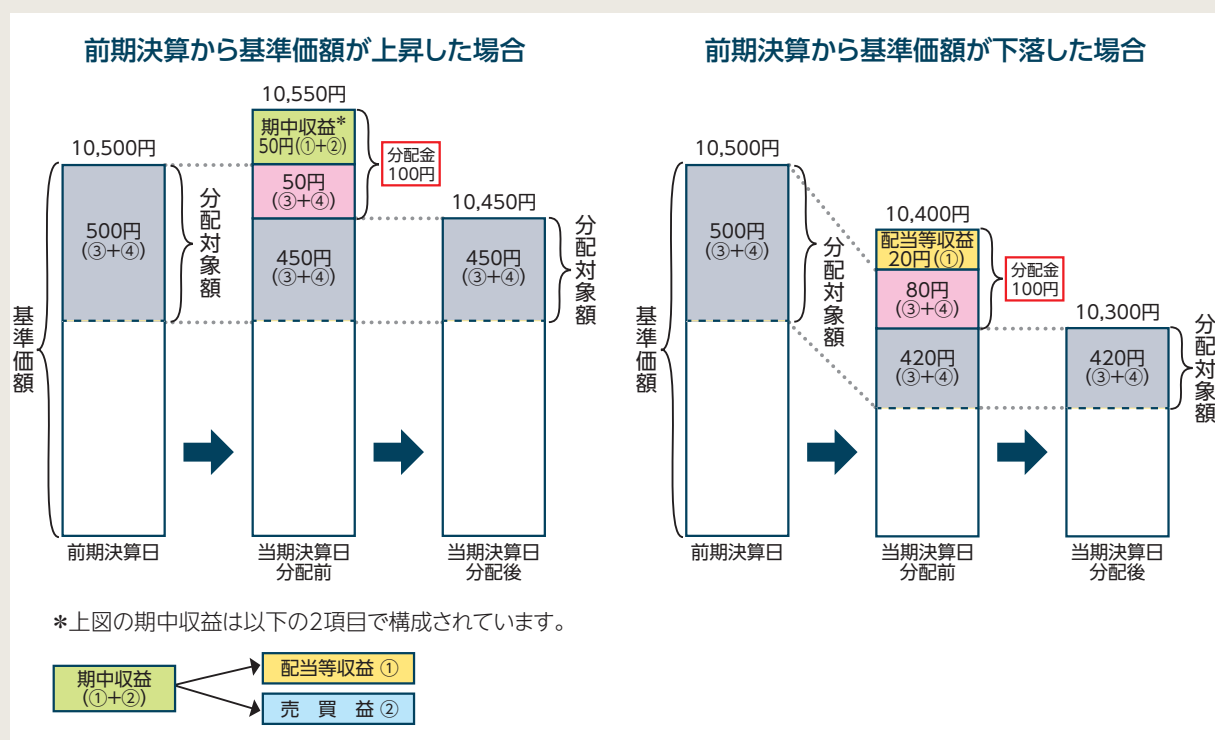 前期決算から基準価額が上昇した場合
10,550円
期中収益*
50円(①+②)
10,500円
分配金
100円
50円
(③+④)
分配対象額
10,450円
500円
(③+④)
450円
(③+④)
450円
(③+④)
分配対象額
基準価額
前期決算日
当期決算日
分配前
当期決算日
分配後
前期決算から基準価額が下落した場合
10,500円
10,400円
500円
(③+④)
分配対象額
配当等収益
20円(①)
分配金
100円
80円
(③+④)
10,300円
基準価額
420円
(③+④)
420円
(③+④)
分配対象額
前期決算日
当期決算日
分配前
当期決算日
分配後
*上図の期中収益は以下の2項目で構成されています。
期中収益
(①+②)
配当等収益 ①
売 買 益 ②